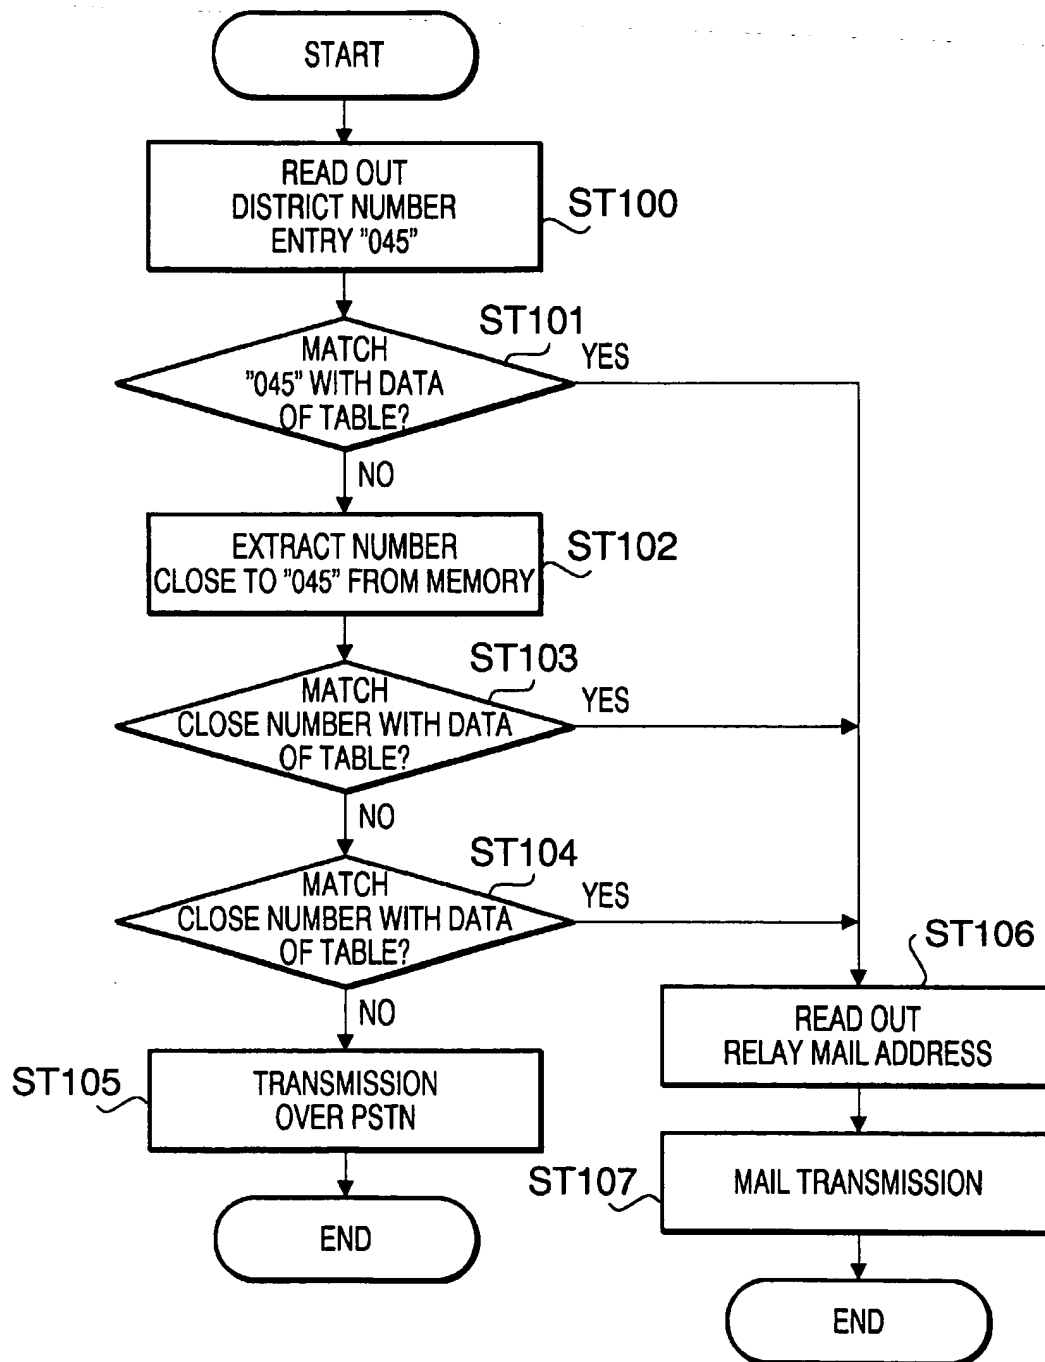 START
READ OUT
DISTRICT NUMBER
ENTRY "045"
ST100
ST101
MATCH
"045" WITH DATA
OF TABLE?
YES
NO
EXTRACT NUMBER
CLOSE TO "045" FROM MEMORY
ST102
ST103
MATCH
CLOSE NUMBER WITH DATA
OF TABLE?
YES
NO
ST104
MATCH
CLOSE NUMBER WITH DATA
OF TABLE?
YES
NO
ST105
TRANSMISSION
OVER PSTN
END
ST106
READ OUT
RELAY MAIL ADDRESS
ST107
MAIL TRANSMISSION
END